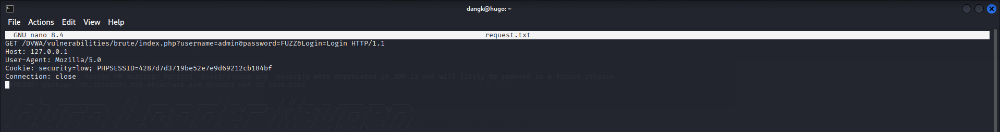 dangk@hugo: ~
File Actions Edit View Help
GNU nano 8.4 request.txt
GET /DVWA/vulnerabilities/brute/index.php?username=admin&password=FUZZ&Login=Login HTTP/1.1
Host: 127.0.0.1
User-Agent: Mozilla/5.0
Cookie: security=low; PHPSESSID=4287d7d3719be52e7e9d69212cb184bf
Connection: close
Server VM warning: Options -Xverify:none and -noverify were deprecated in JDK 13 and will likely be removed in a future release.
WARNING: package jdk.internal.org.objectweb.asm.Opcodes not in java.base